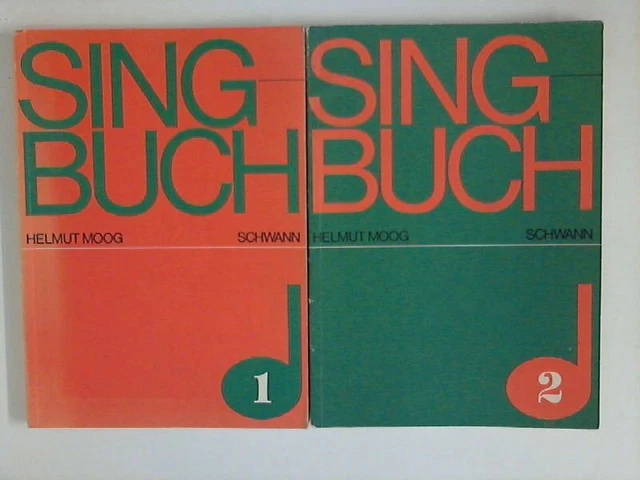 SING
BUCH
HELMUT MOOG SCHWANN
1
SING
BUCH
HELMUT MOOG SCHWANN
2